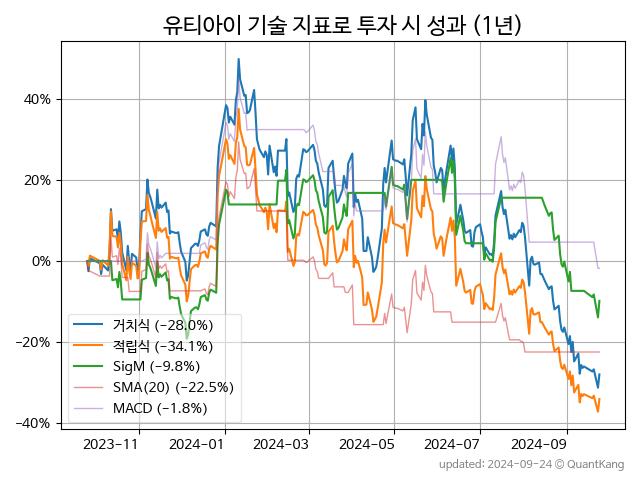 유티아이 기술 지표로 투자 시 성과 (1년)
40%
20%
0%
−20%
−40%
거치식 (−28.0%)
적립식 (−34.1%)
SigM (−9.8%)
SMA(20) (−22.5%)
MACD (−1.8%)
2023−11 2024−01 2024−03 2024−05 2024−07 2024−09
updated: 2024−09−24 © QuantKang